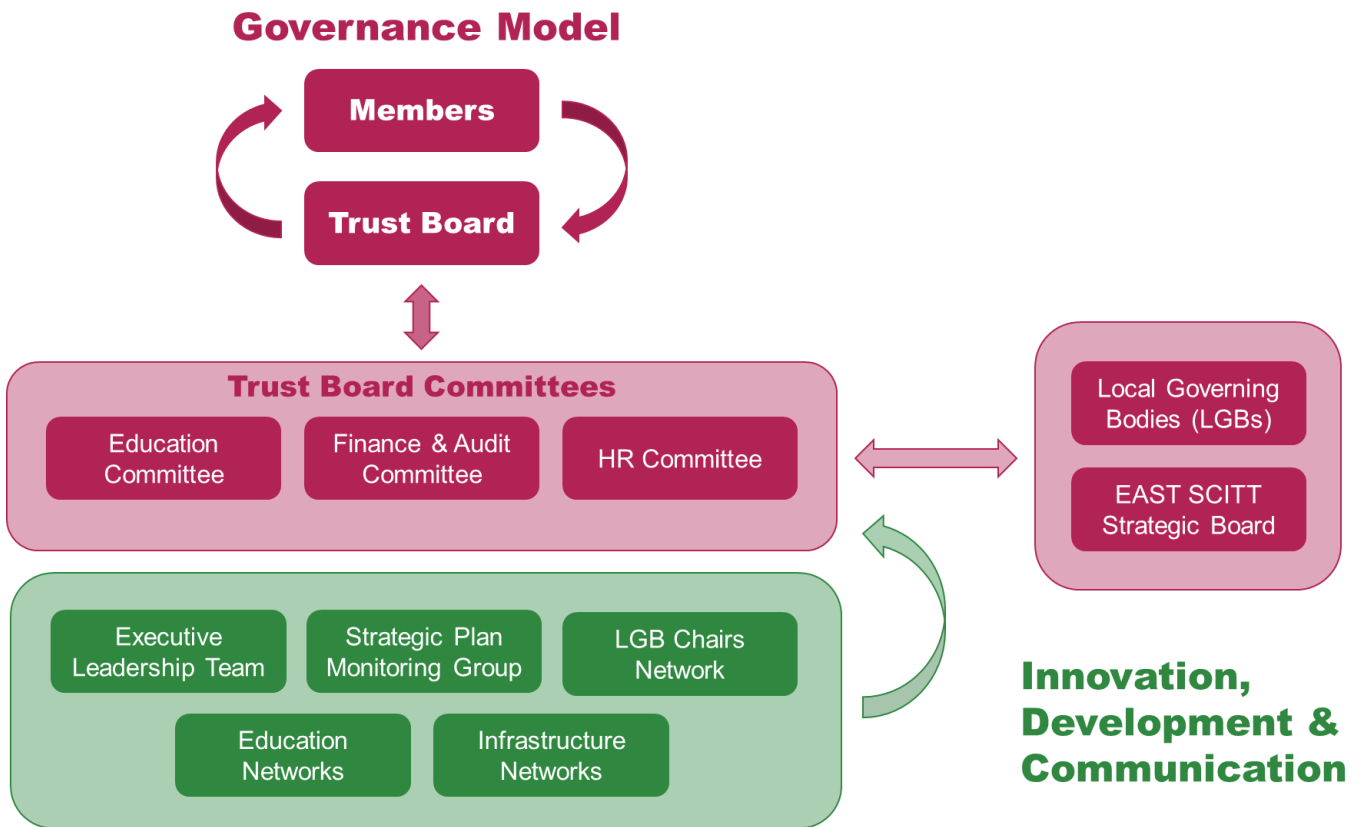 Governance Model
Members
Trust Board
Trust Board Committees
Education
Committee
Finance & Audit
Committee
HR Committee
Local Governing
Bodies (LGBs)
EAST SCITT
Strategic Board
Executive
Leadership Team
Strategic Plan
Monitoring Group
LGB Chairs
Network
Education
Networks
Infrastructure
Networks
Innovation,
Development &
Communication